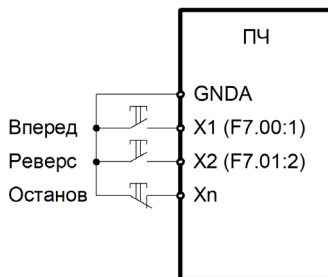 ПЧ
GNDA
Вперед X1 (F7.00:1)
Реверс X2 (F7.01:2)
Останов Xn